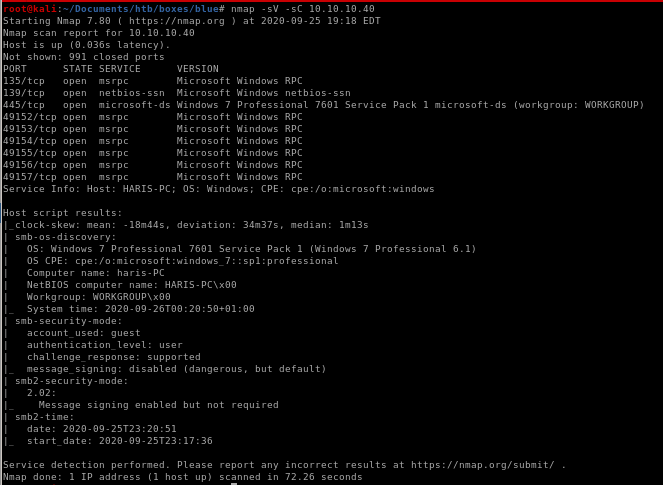 root@kali:~/Documents/htb/boxes/blue# nmap -sV -sC 10.10.10.40
Starting Nmap 7.80 ( https://nmap.org ) at 2020-09-25 19:18 EDT
Nmap scan report for 10.10.10.40
Host is up (0.036s latency).
Not shown: 991 closed ports
PORT      STATE SERVICE      VERSION
135/tcp   open  msrpc        Microsoft Windows RPC
139/tcp   open  netbios-ssn  Microsoft Windows netbios-ssn
445/tcp   open  microsoft-ds Windows 7 Professional 7601 Service Pack 1 microsoft-ds (workgroup: WORKGROUP)
49152/tcp open  msrpc        Microsoft Windows RPC
49153/tcp open  msrpc        Microsoft Windows RPC
49154/tcp open  msrpc        Microsoft Windows RPC
49155/tcp open  msrpc        Microsoft Windows RPC
49156/tcp open  msrpc        Microsoft Windows RPC
49157/tcp open  msrpc        Microsoft Windows RPC
Service Info: Host: HARIS-PC; OS: Windows; CPE: cpe:/o:microsoft:windows

Host script results:
|_clock-skew: mean: -18m44s, deviation: 34m37s, median: 1m13s
| smb-os-discovery:
|   OS: Windows 7 Professional 7601 Service Pack 1 (Windows 7 Professional 6.1)
|   OS CPE: cpe:/o:microsoft:windows_7::sp1:professional
|   Computer name: haris-PC
|   NetBIOS computer name: HARIS-PC\x00
|   Workgroup: WORKGROUP\x00
|_  System time: 2020-09-26T00:20:50+01:00
| smb-security-mode:
|   account_used: guest
|   authentication_level: user
|   challenge_response: supported
|_  message_signing: disabled (dangerous, but default)
| smb2-security-mode:
|   2.02:
|_    Message signing enabled but not required
| smb2-time:
|   date: 2020-09-25T23:20:51
|_  start_date: 2020-09-25T23:17:36

Service detection performed. Please report any incorrect results at https://nmap.org/submit/ .
Nmap done: 1 IP address (1 host up) scanned in 72.26 seconds